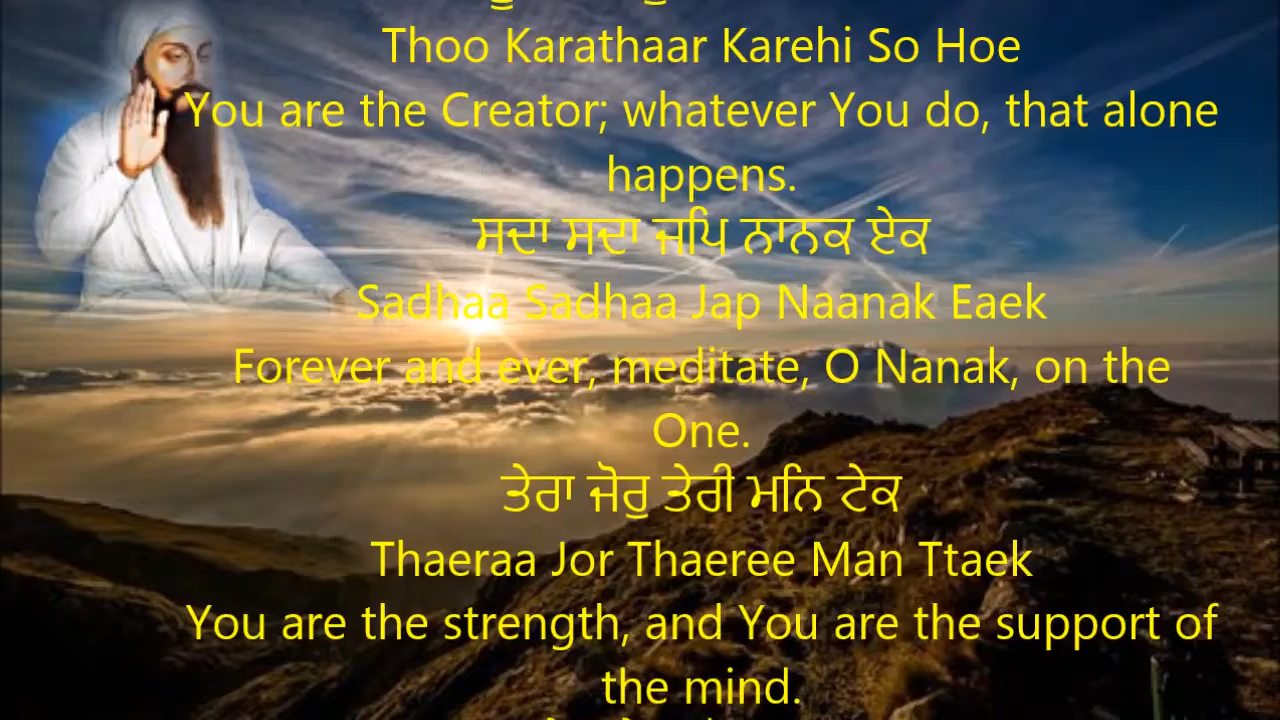 Thoo Karathaar Karehi So Hoe
You are the Creator; whatever You do, that alone
happens.
ਸਦਾ ਸਦਾ ਜਪਿ ਨਾਨਕ ਏਕ
Sadhaa Sadhaa Jap Naanak Eaek
Forever and ever, meditate, O Nanak, on the
One.
ਤੇਰਾ ਜੋਰੁ ਤੇਰੀ ਮਨਿ ਟੇਕ
Thaeraa Jor Thaeree Man Ttaek
You are the strength, and You are the support of
the mind.